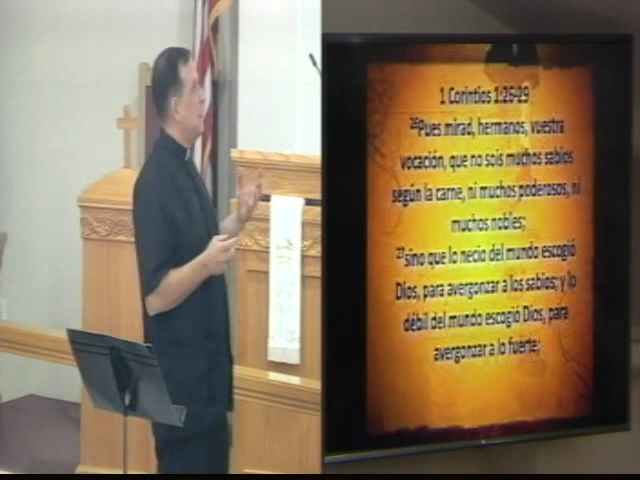 1 Corintios 1:26-29
26Pues mirad, hermanos, vuestra
vocación, que no sois muchos sabios
según la carne, ni muchos poderosos, ni
muchos nobles;
27sino que lo necio del mundo escogió
Dios, para avergonzar a los sabios; y lo
débil del mundo escogió Dios, para
avergonzar a lo fuerte;